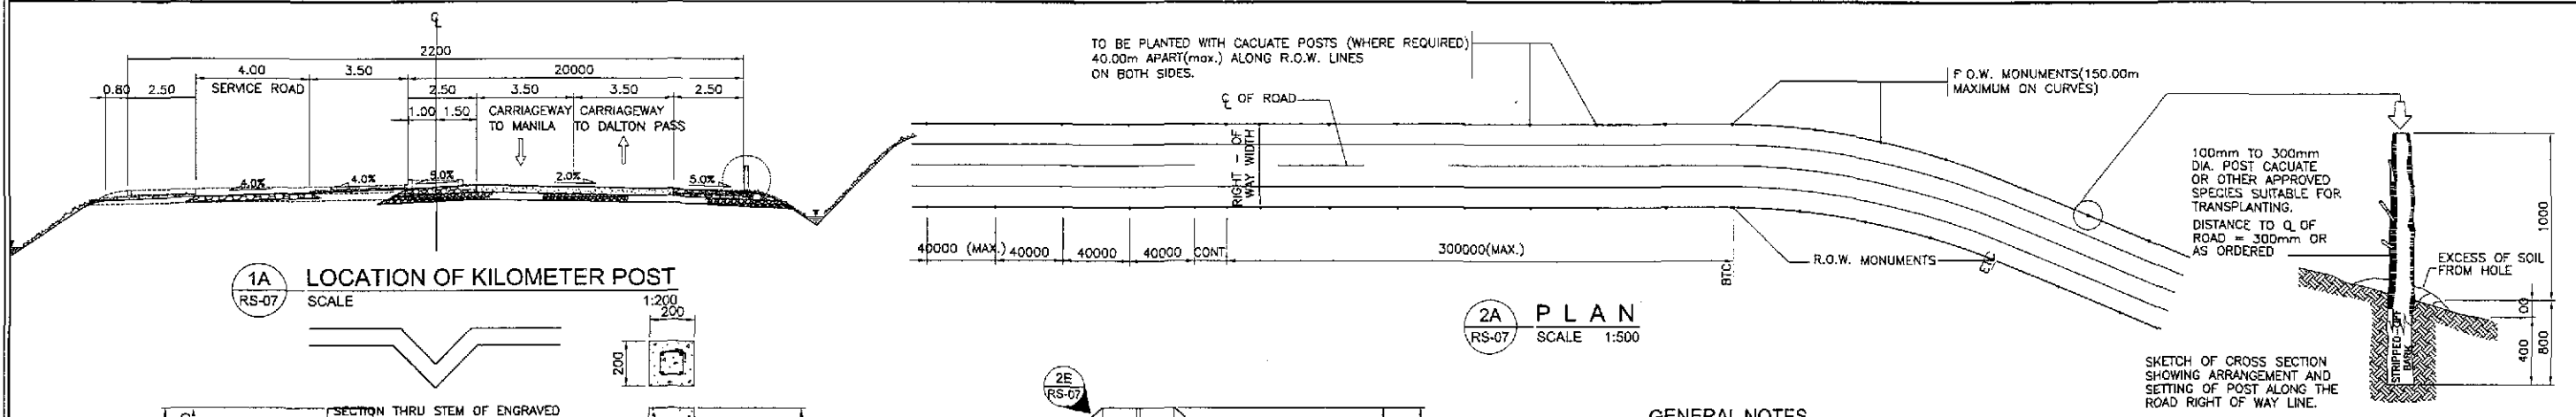 ℄
2200
4.00
3.50
20000
0.80
2.50
SERVICE ROAD
2.50
3.50
3.50
2.50
1.00
1.50
CARRIAGEWAY
TO MANILA
CARRIAGEWAY
TO DALTON PASS
4.0%
4.0%
5.0%
2.0%
5.0%
1A
RS-07
LOCATION OF KILOMETER POST
SCALE
1:200
200
200
SECTION THRU STEM OF ENGRAVED
TO BE PLANTED WITH CACUATE POSTS (WHERE REQUIRED)
40.00m APART(max.) ALONG R.O.W. LINES
ON BOTH SIDES.
℄ OF ROAD
RIGHT - OF
WAY WIDTH
O.W. MONUMENTS(150.00m
MAXIMUM ON CURVES)
40000 (MAX.)
40000
40000
40000
CONT.
300000(MAX.)
BTC
R.O.W. MONUMENTS
ETC
2A
RS-07
PLAN
SCALE 1:500
2E
RS-07
GENERAL NOTES
100mm TO 300mm
DIA. POST CACUATE
OR OTHER APPROVED
SPECIES SUITABLE FOR
TRANSPLANTING.
DISTANCE TO Q OF
ROAD = 300mm OR
AS ORDERED
EXCESS OF SOIL
FROM HOLE
1000
100
400
800
STRIPPED-OFF
BARK
SKETCH OF CROSS SECTION
SHOWING ARRANGEMENT AND
SETTING OF POST ALONG THE
ROAD RIGHT OF WAY LINE.